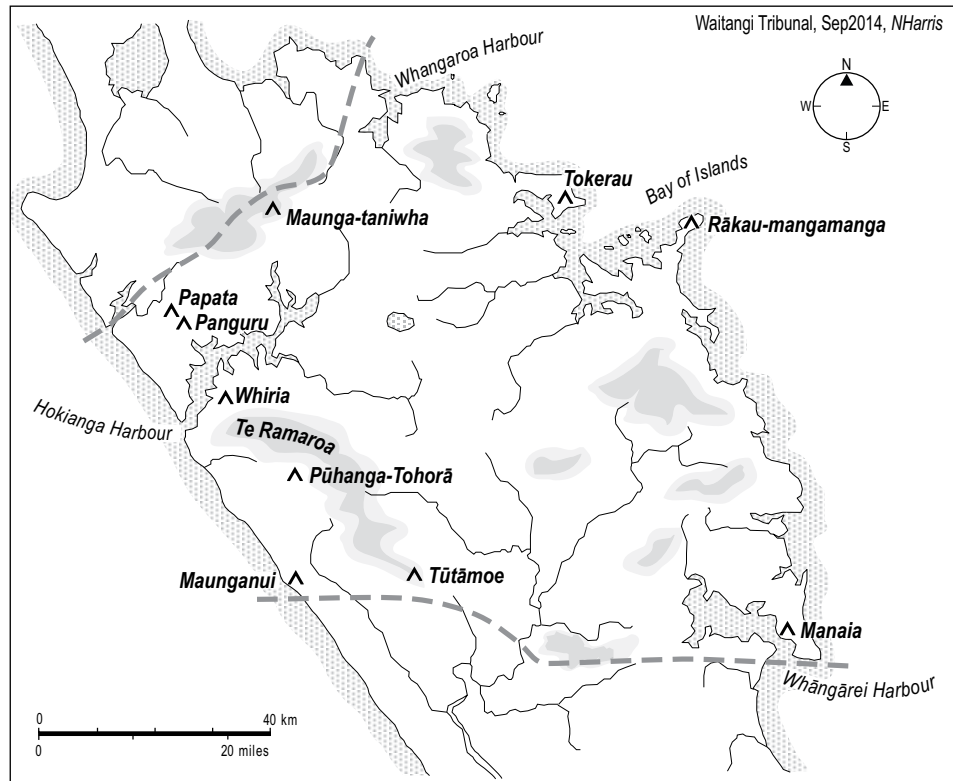 Waitangi Tribunal, Sep2014, NHarris
Whangaroa Harbour
N
W
E
S
Tokerau
Bay of Islands
Maunga-taniwha
Rākau-mangamanga
Papata
Panguru
Whiria
Hokianga Harbour
Te Ramaroa
Pūhanga-Tohorā
Maunganui
Tūtāmoe
Manaia
Whāngārei Harbour
0
40 km
0
20 miles